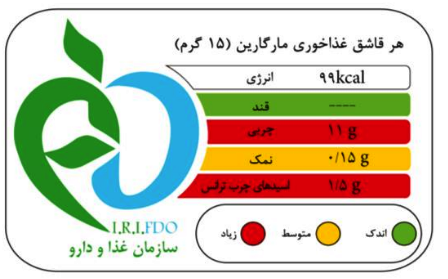 هر قاشق غذاخوری مارگارین (۱۵ گرم)
انرژی ۹۹kcal
قند ----
چربی ۱۱ g
نمک ۰/۱۵ g
اسیدهای چرب ترانس ۱/۵ g
I.R.I.FDO
سازمان غذا و دارو
اندک متوسط زیاد